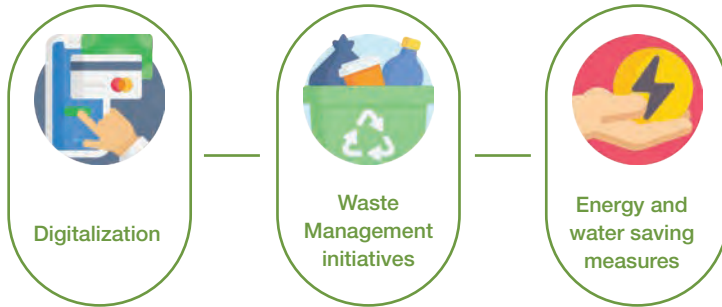 Digitalization
Waste
Management
initiatives
Energy and
water saving
measures